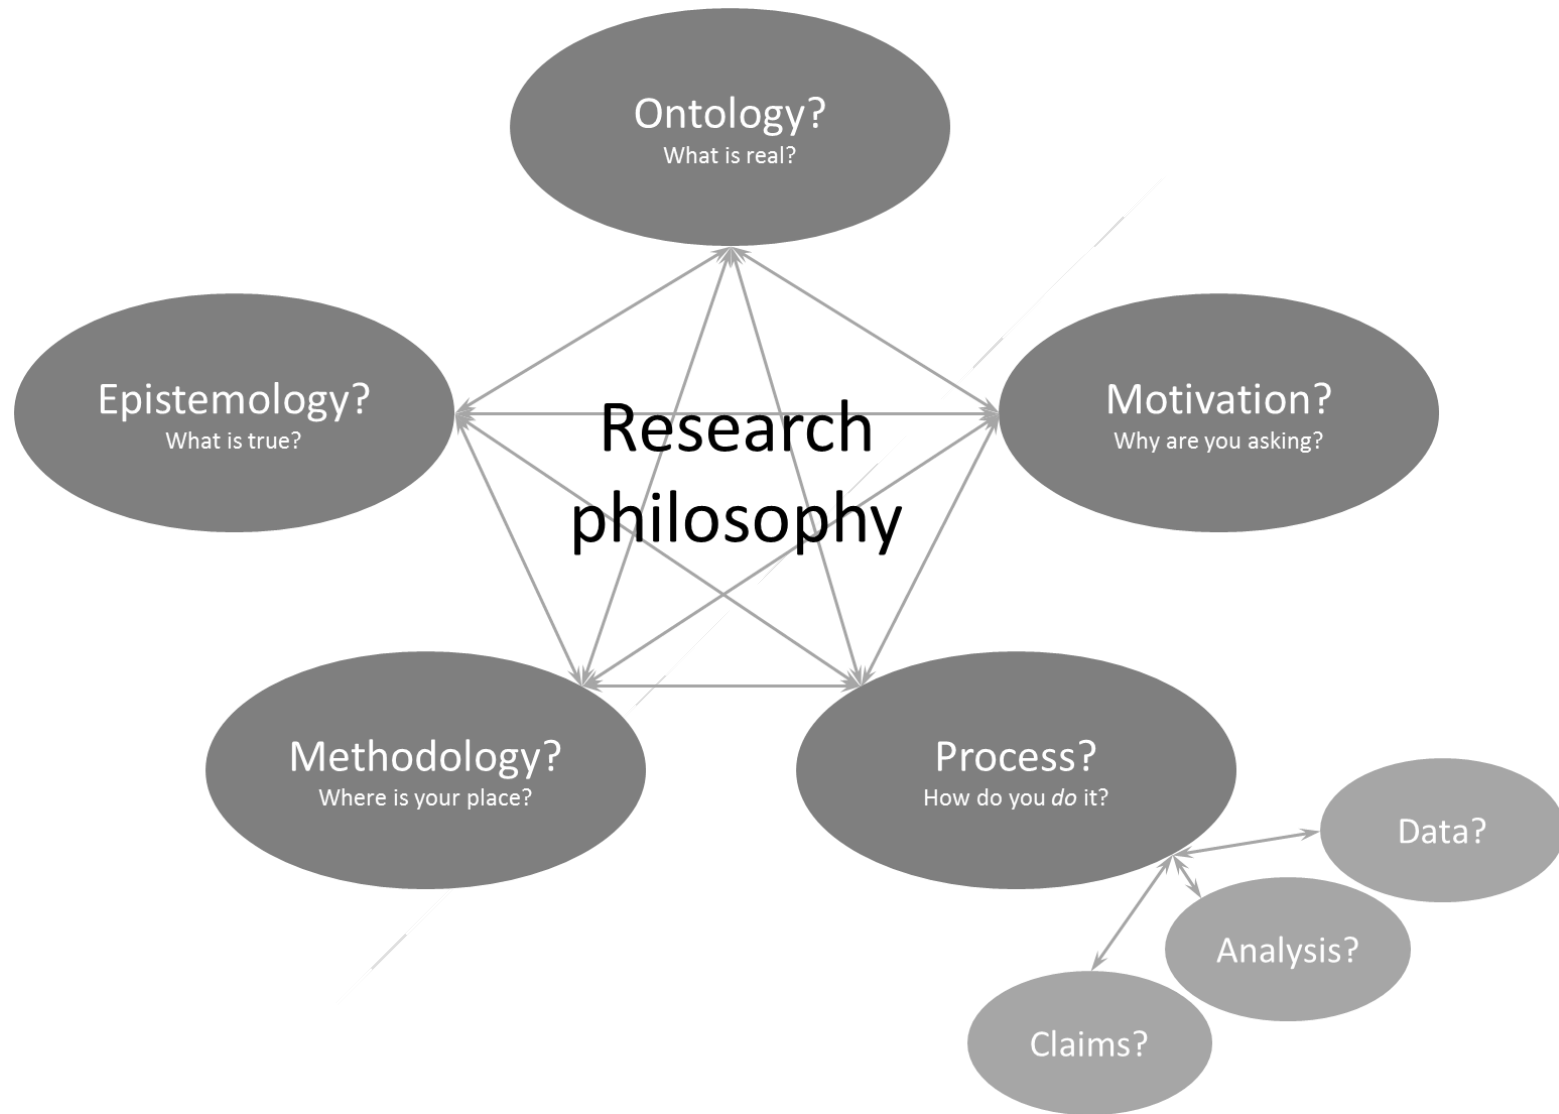 Ontology?
What is real?
Epistemology?
What is true?
Motivation?
Why are you asking?
Research
philosophy
Methodology?
Where is your place?
Process?
How do you do it?
Data?
Analysis?
Claims?